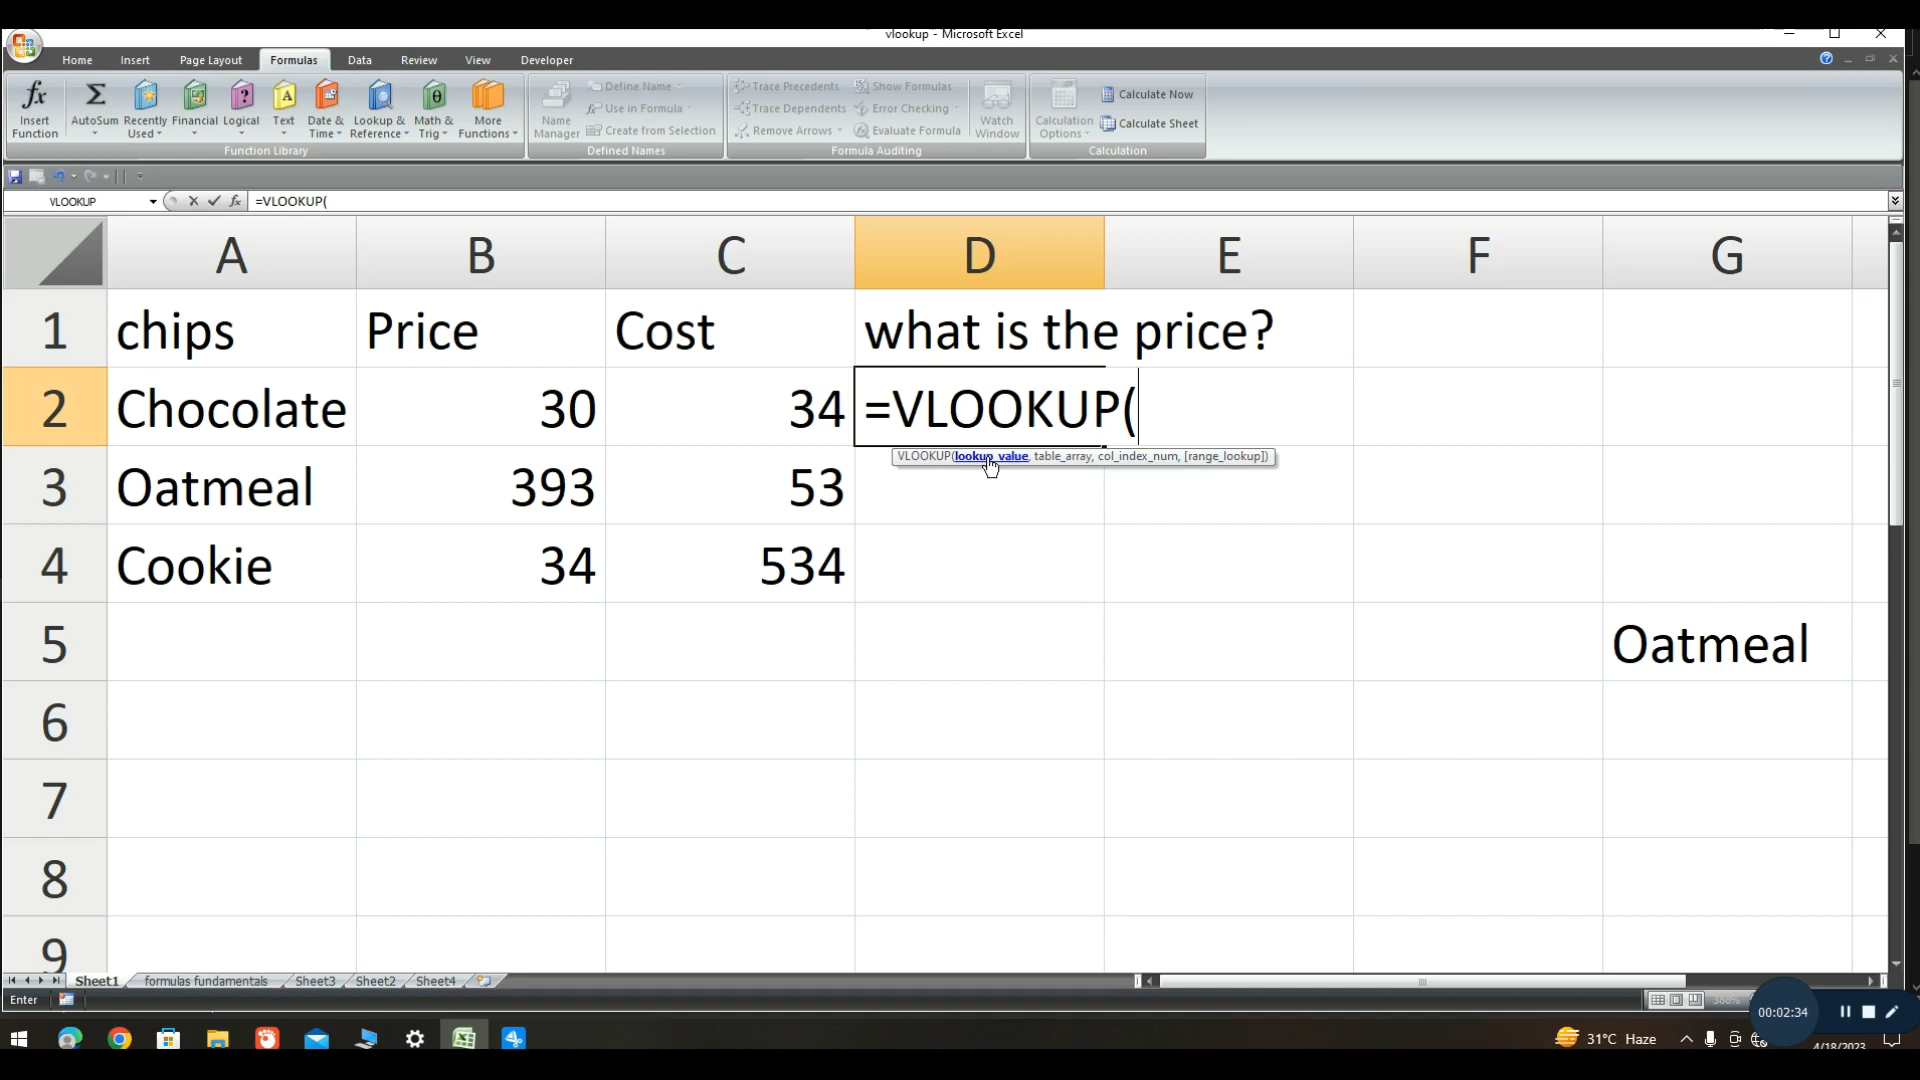 vlookup - Microsoft Excel
Home Insert Page Layout Formulas Data Review View Developer
Insert Function
AutoSum
Recently Used
Financial
Logical
Text
Date & Time
Lookup & Reference
Math & Trig
More Functions
Function Library
Name Manager
Define Name
Use in Formula
Create from Selection
Defined Names
Trace Precedents
Trace Dependents
Remove Arrows
Show Formulas
Error Checking
Evaluate Formula
Formula Auditing
Watch Window
Calculation Options
Calculate Now
Calculate Sheet
Calculation
VLOOKUP =VLOOKUP(
A B C D E F G
1 chips Price Cost what is the price?
2 Chocolate 30 34 =VLOOKUP(
VLOOKUP(lookup_value, table_array, col_index_num, [range_lookup])
3 Oatmeal 393 53
4 Cookie 34 534
5 Oatmeal
6
7
8
9
Sheet1 formulas fundamentals Sheet3 Sheet2 Sheet4
Enter
00:02:34
31°C Haze
4/18/2023